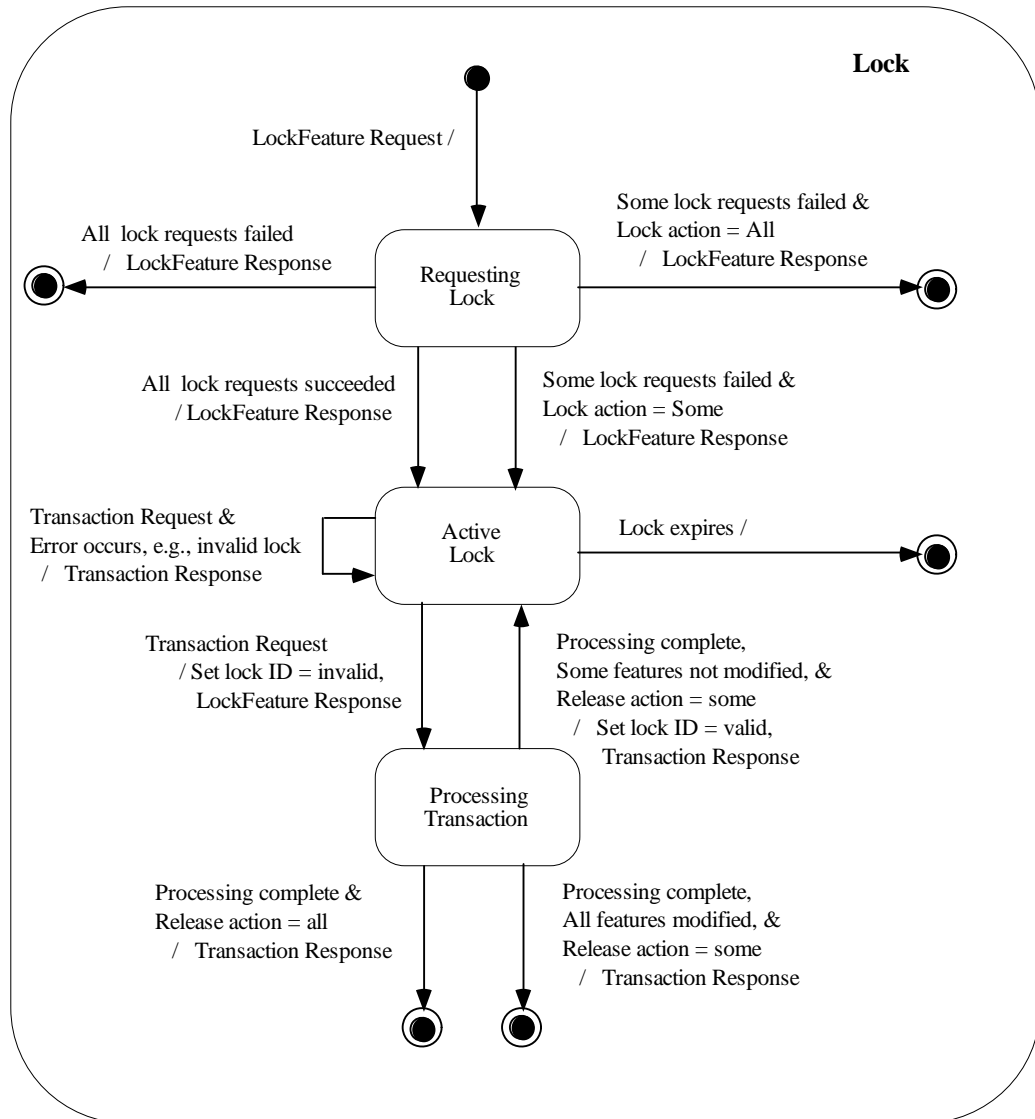 Lock
LockFeature Request /
All lock requests failed
/ LockFeature Response
Some lock requests failed &
Lock action = All
/ LockFeature Response
Requesting
Lock
All lock requests succeeded
/ LockFeature Response
Some lock requests failed &
Lock action = Some
/ LockFeature Response
Transaction Request &
Error occurs, e.g., invalid lock
/ Transaction Response
Active
Lock
Lock expires /
Transaction Request
/ Set lock ID = invalid,
LockFeature Response
Processing complete,
Some features not modified, &
Release action = some
/ Set lock ID = valid,
Transaction Response
Processing
Transaction
Processing complete &
Release action = all
/ Transaction Response
Processing complete,
All features modified, &
Release action = some
/ Transaction Response